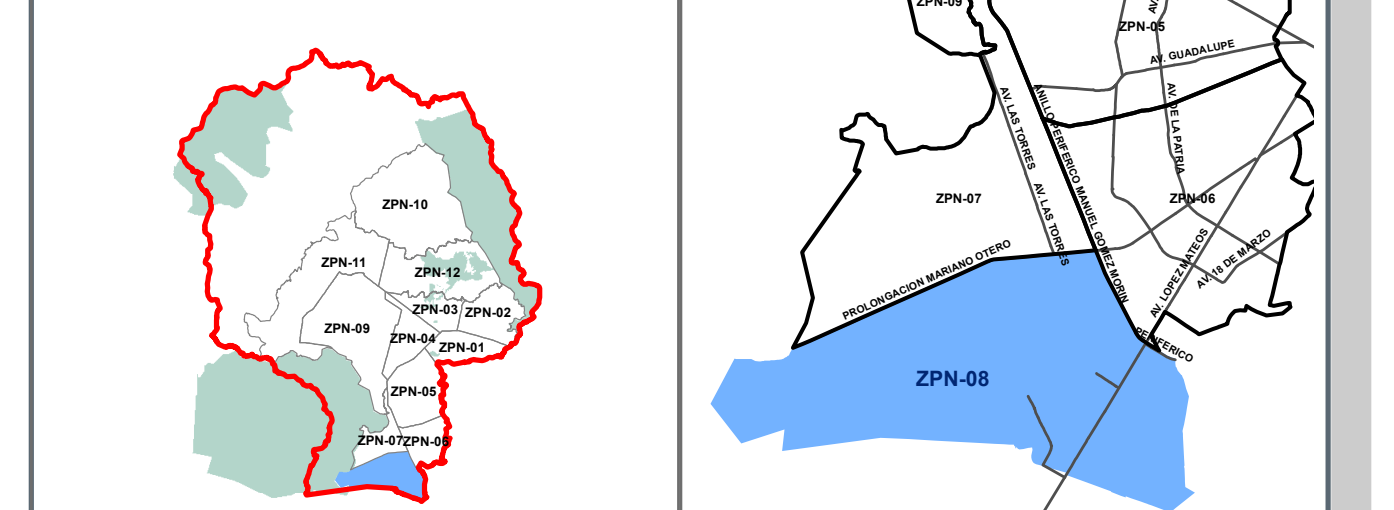 ZPN-10
ZPN-11
ZPN-12
ZPN-03
ZPN-02
ZPN-09
ZPN-04
ZPN-01
ZPN-05
ZPN-07
ZPN-06
ZPN-09
ZPN-05
AV.
AV. GUADALUPE
AV. LAS TORRES
ANILLO PERIFERICO MANUEL GOMEZ MORIN
AV. DE LA PATRIA
ZPN-07
ZPN-06
AV. LAS TORRES
PROLONGACION MARIANO OTERO
AV. LOPEZ MATEOS
AV. 18 DE MARZO
PERIFERICO
ZPN-08